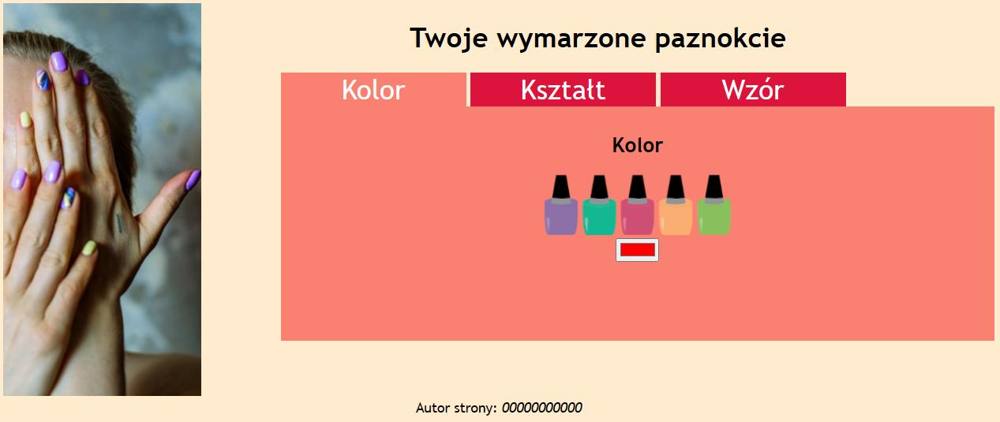 Twoje wymarzone paznokcie
Kolor Kształt Wzór
Kolor
Autor strony: 00000000000